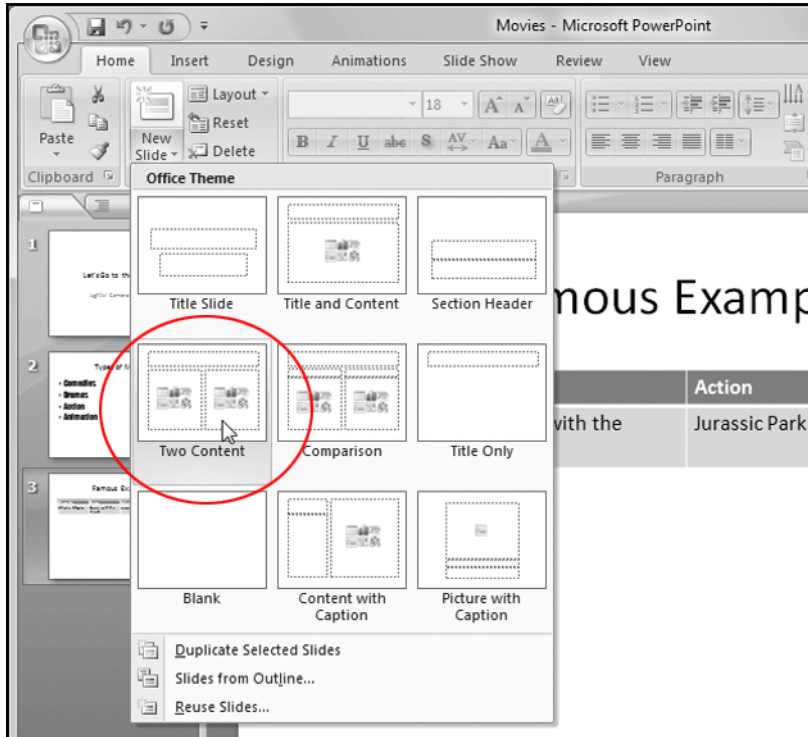 Movies - Microsoft PowerPoint
Home Insert Design Animations Slide Show Review View
Paste
New
Slide
Layout
Reset
Delete
18
B I U abc S AV Aa A
Clipboard
Paragraph
Office Theme
Title Slide Title and Content Section Header
Two Content Comparison Title Only
Blank Content with
Caption Picture with
Caption
Duplicate Selected Slides
Slides from Outline...
Reuse Slides...
1
Let'sGo to th
2
Types of M
• Comedies
• Dramas
• Action
• Animation
3
Famous Ex
mous Examp
Action
with the
Jurassic Park